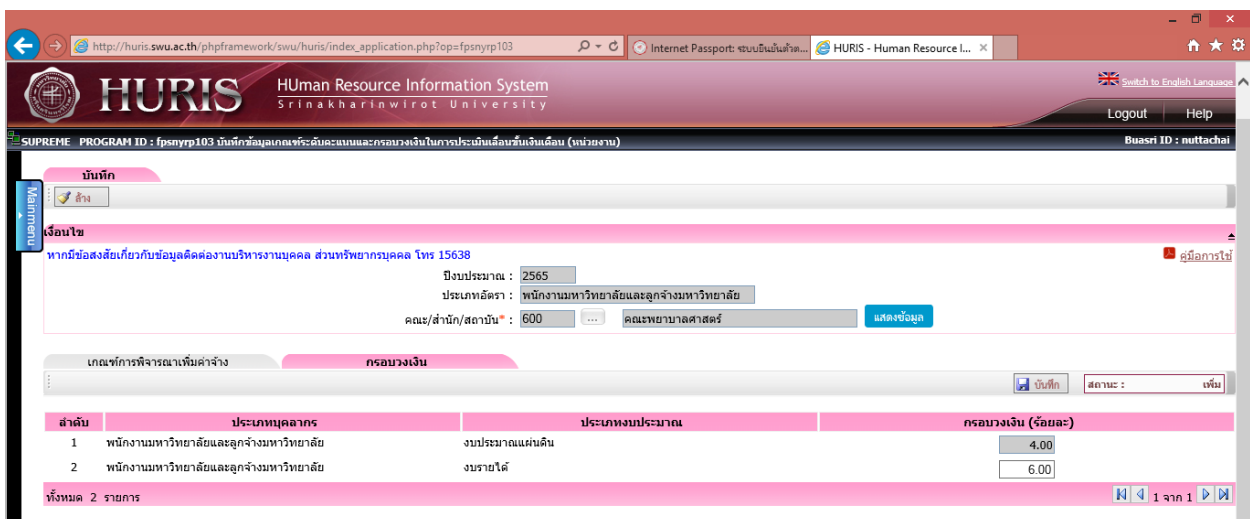 http://huris.swu.ac.th/phpframework/swu/huris/index_application.php?op=fpsnyrp103
Internet Passport: ระบบยืนยันตัวต...
HURIS - Human Resource I...
HURIS
HUman Resource Information System
Srinakharinwirot University
Switch to English Language
Logout Help
SUPREME PROGRAM ID : fpsnyrp103 บันทึกข้อมูลเกณฑ์ระดับคะแนนและกรอบวงเงินในการประเมินเลื่อนขั้นเงินเดือน (หน่วยงาน)
Buasri ID : nuttachai
Mainmenu
บันทึก
ล้าง
เงื่อนไข
หากมีข้อสงสัยเกี่ยวกับข้อมูลติดต่องานบริหารงานบุคคล ส่วนทรัพยากรบุคคล โทร 15638
คู่มือการใช้
ปีงบประมาณ : 2565
ประเภทอัตรา : พนักงานมหาวิทยาลัยและลูกจ้างมหาวิทยาลัย
คณะ/สำนัก/สถาบัน* : 600 ... คณะพยาบาลศาสตร์ แสดงข้อมูล
เกณฑ์การพิจารณาเพิ่มค่าจ้าง กรอบวงเงิน
บันทึก สถานะ : เพิ่ม
ลำดับ ประเภทบุคลากร ประเภทงบประมาณ กรอบวงเงิน (ร้อยละ)
1 พนักงานมหาวิทยาลัยและลูกจ้างมหาวิทยาลัย งบประมาณแผ่นดิน 4.00
2 พนักงานมหาวิทยาลัยและลูกจ้างมหาวิทยาลัย งบรายได้ 6.00
ทั้งหมด 2 รายการ 1 จาก 1